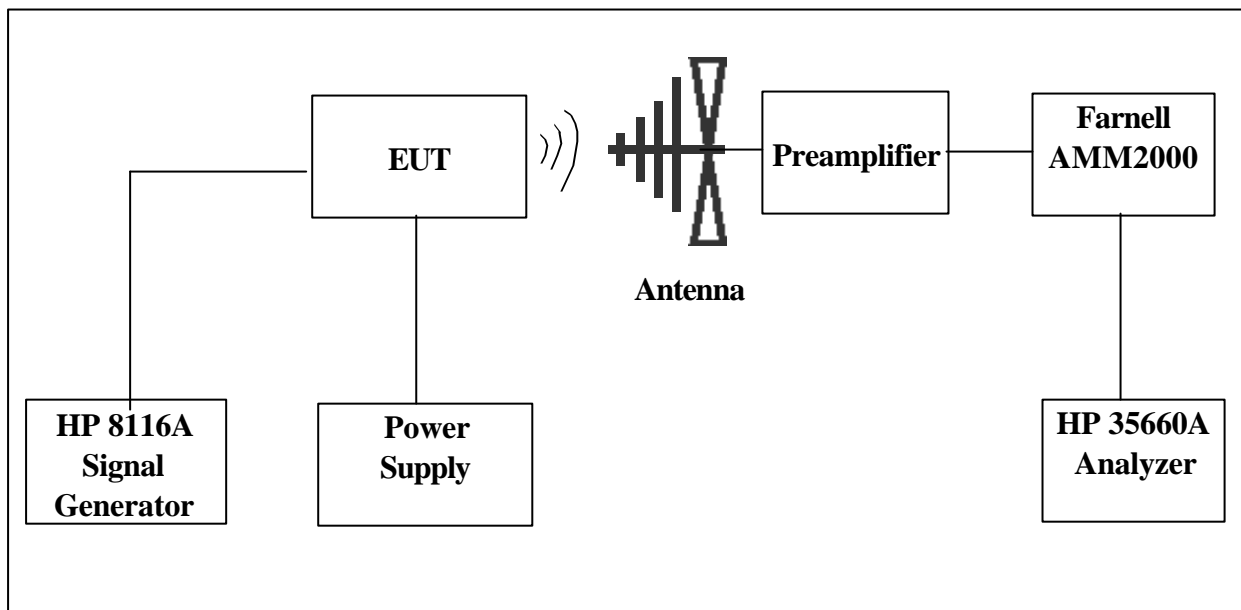 EUT
Preamplifier
Farnell
AMM2000
Antenna
HP 8116A
Signal
Generator
Power
Supply
HP 35660A
Analyzer